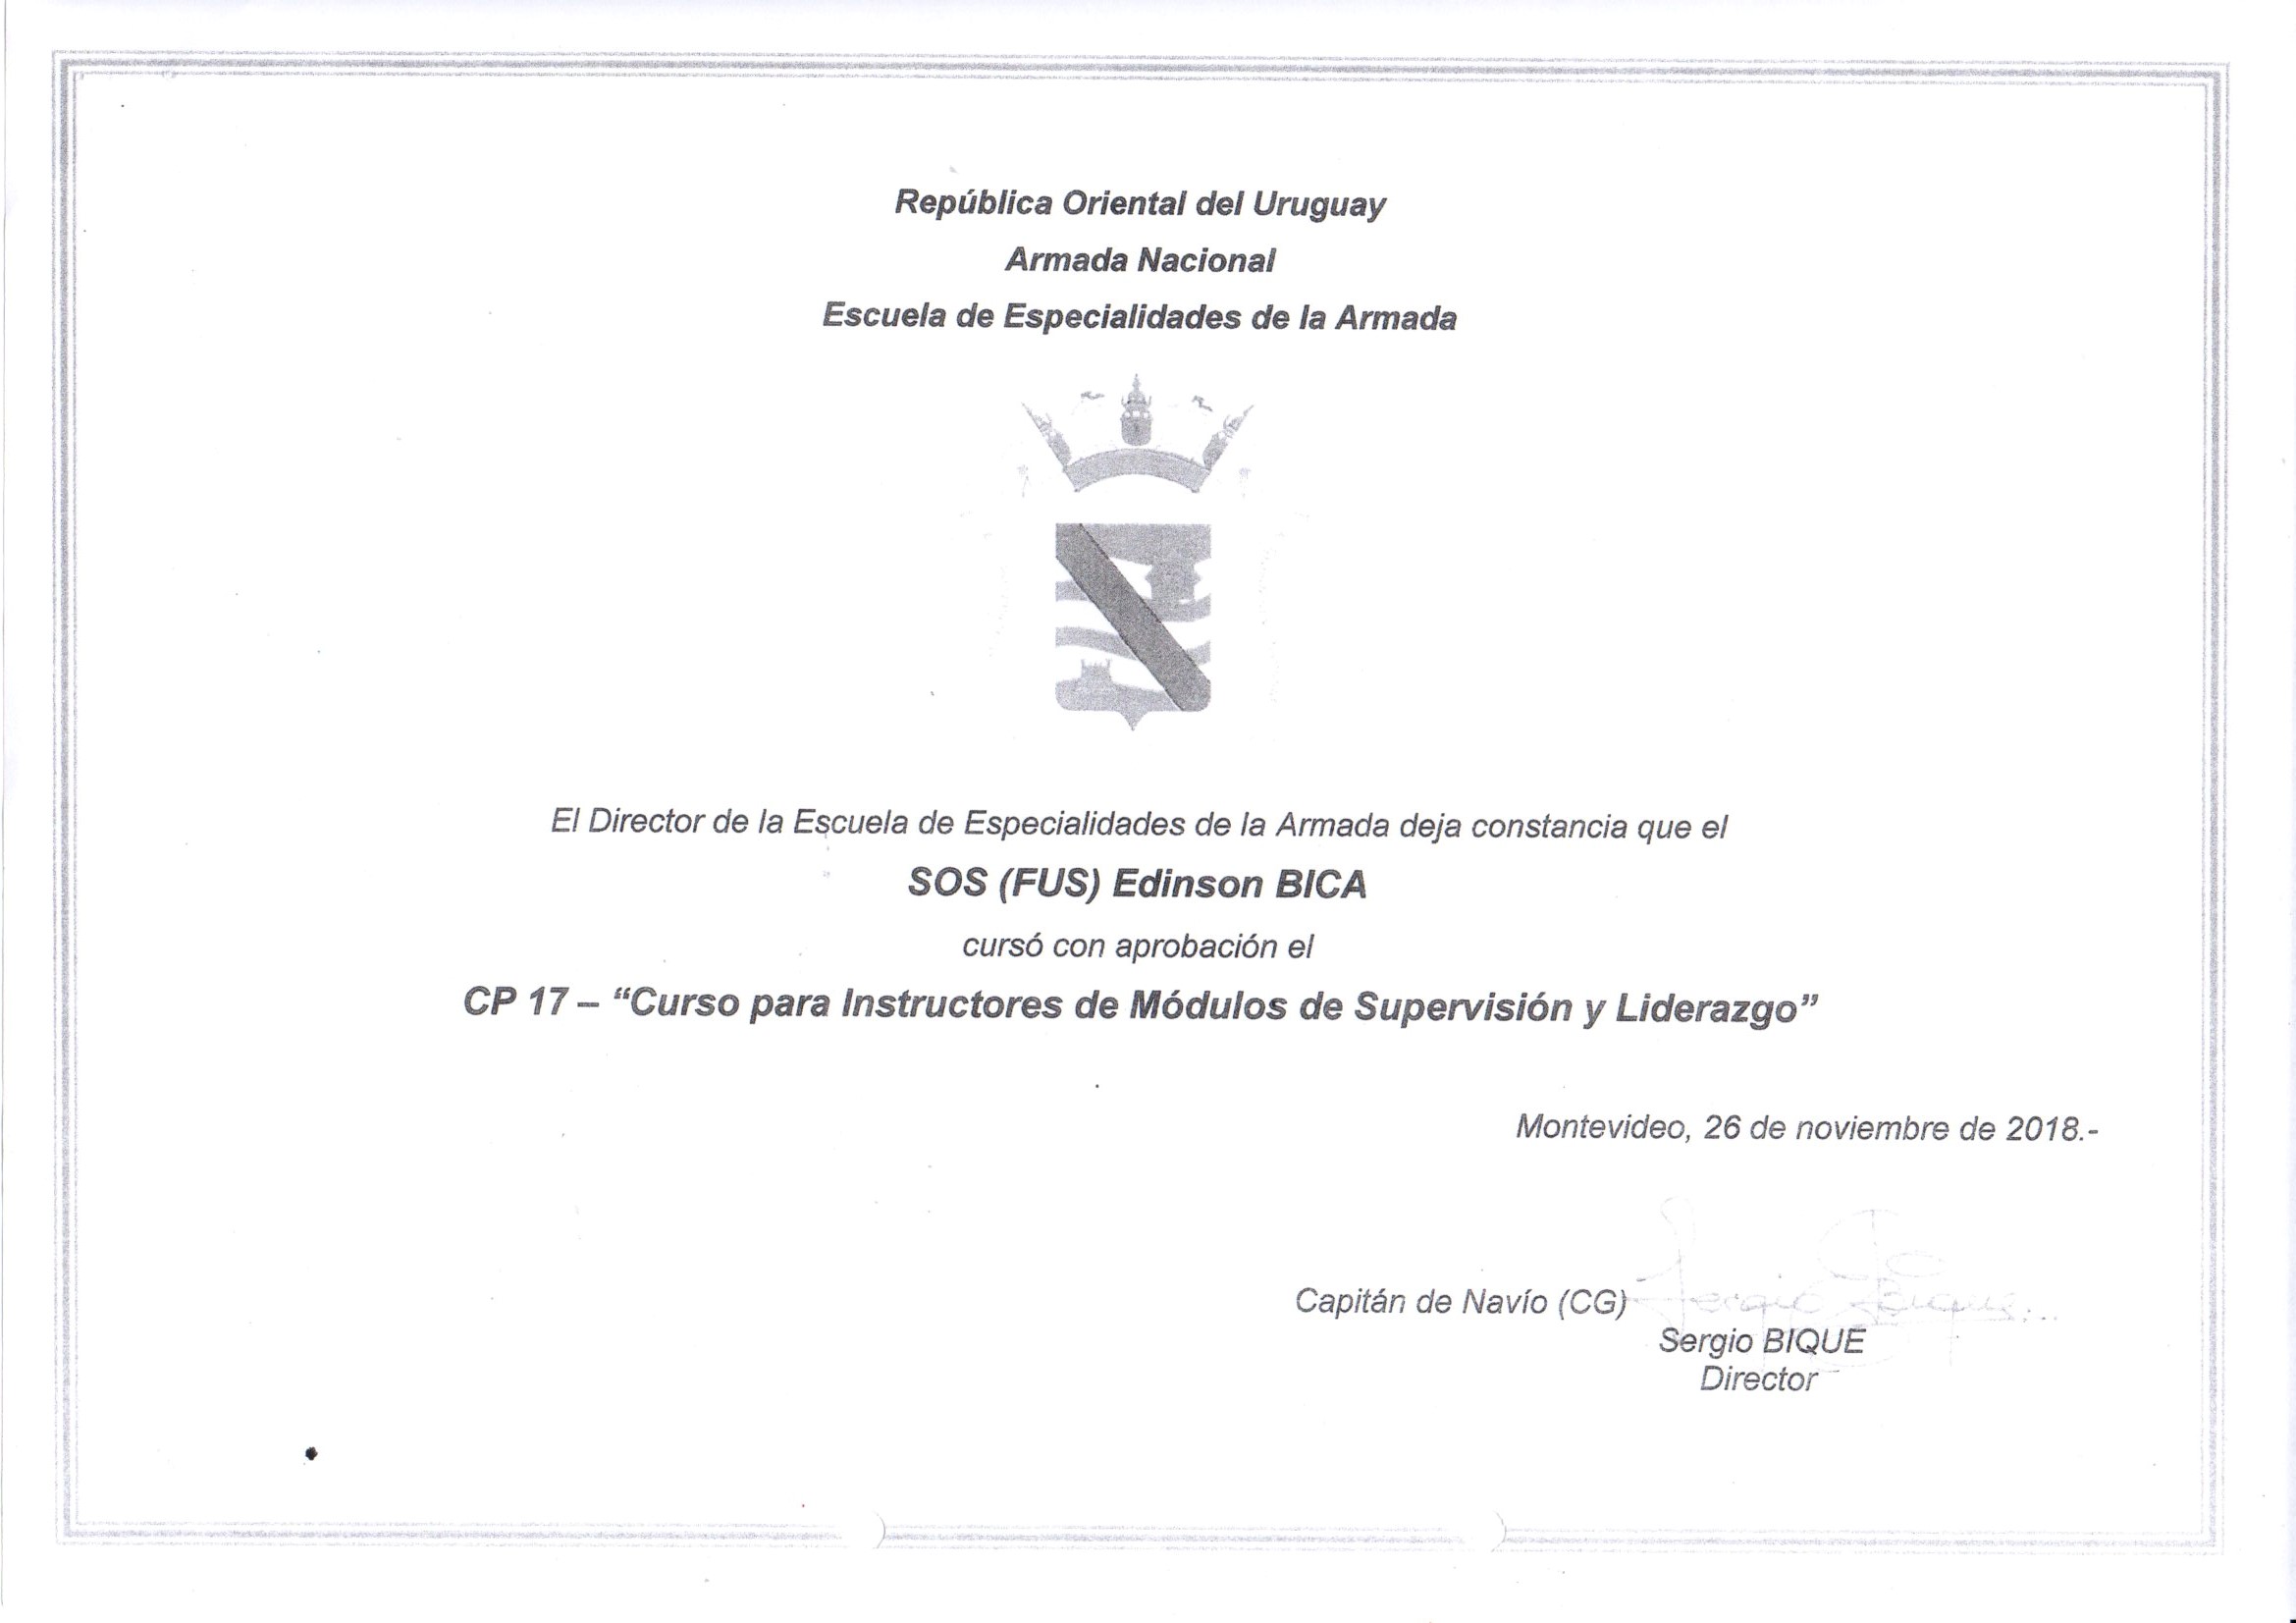 República Oriental del Uruguay
Armada Nacional
Escuela de Especialidades de la Armada
El Director de la Escuela de Especialidades de la Armada deja constancia que el
SOS (FUS) Edinson BICA
cursó con aprobación el
CP 17 – “Curso para Instructores de Módulos de Supervisión y Liderazgo”
Montevideo, 26 de noviembre de 2018.-
Capitán de Navío (CG)
Sergio Bique
Sergio BIQUE
Director